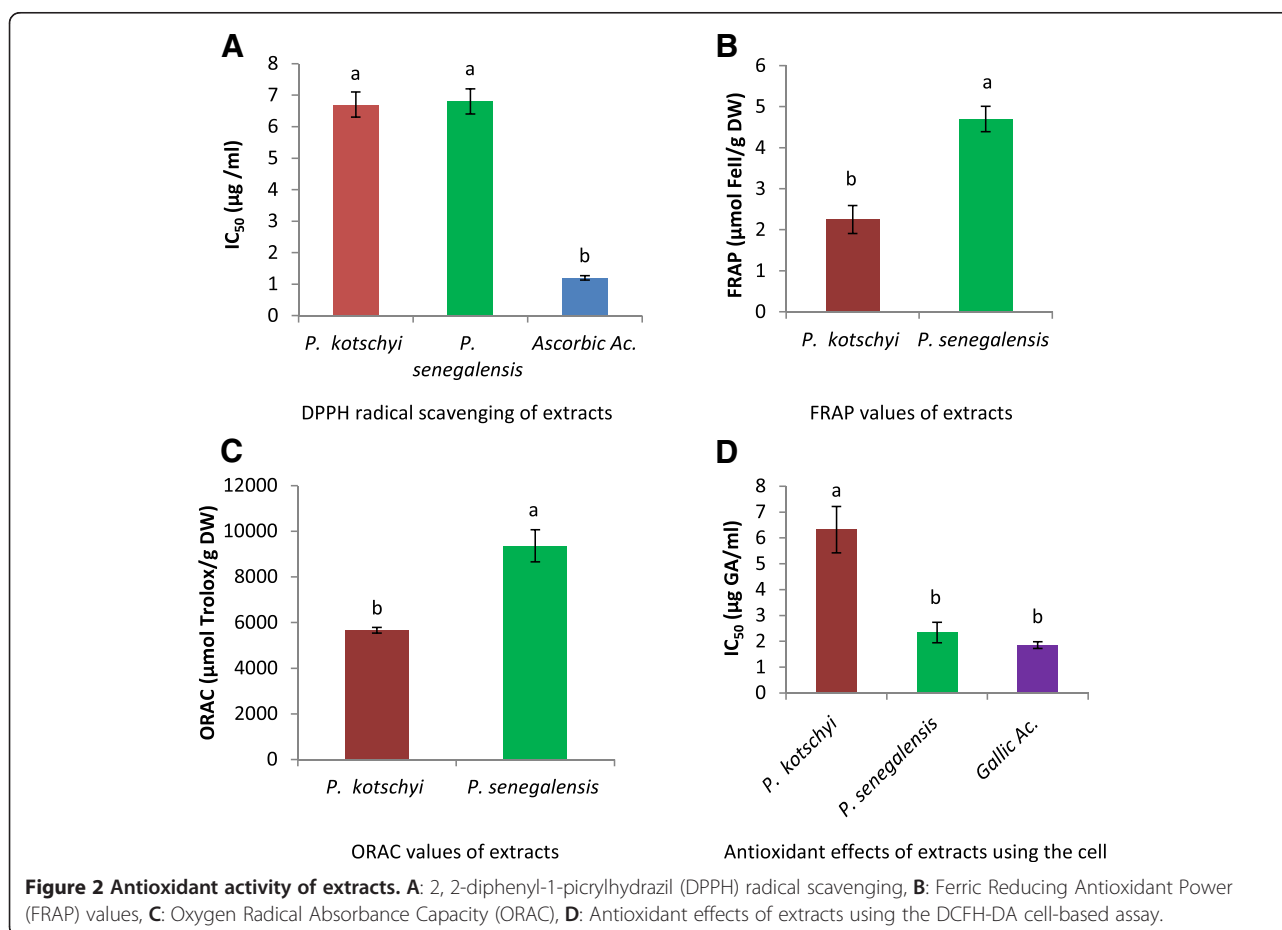 A
IC50 (µg /ml)
8
7
6
5
4
3
2
1
0
a
a
b
P. kotschyi
P. senegalensis
Ascorbic Ac.
DPPH radical scavenging of extracts
B
FRAP (µmol FeII/g DW)
6
5
4
3
2
1
0
b
a
P. kotschyi
P. senegalensis
FRAP values of extracts
C
ORAC (µmol Trolox/g DW)
12000
10000
8000
6000
4000
2000
0
b
a
P. kotschyi
P. senegalensis
ORAC values of extracts
D
IC50 (µg GA/ml)
8
7
6
5
4
3
2
1
0
a
b
b
P. kotschyi
P. senegalensis
Gallic Ac.
Antioxidant effects of extracts using the cell
Figure 2 Antioxidant activity of extracts. A: 2, 2-diphenyl-1-picrylhydrazil (DPPH) radical scavenging, B: Ferric Reducing Antioxidant Power
(FRAP) values, C: Oxygen Radical Absorbance Capacity (ORAC), D: Antioxidant effects of extracts using the DCFH-DA cell-based assay.